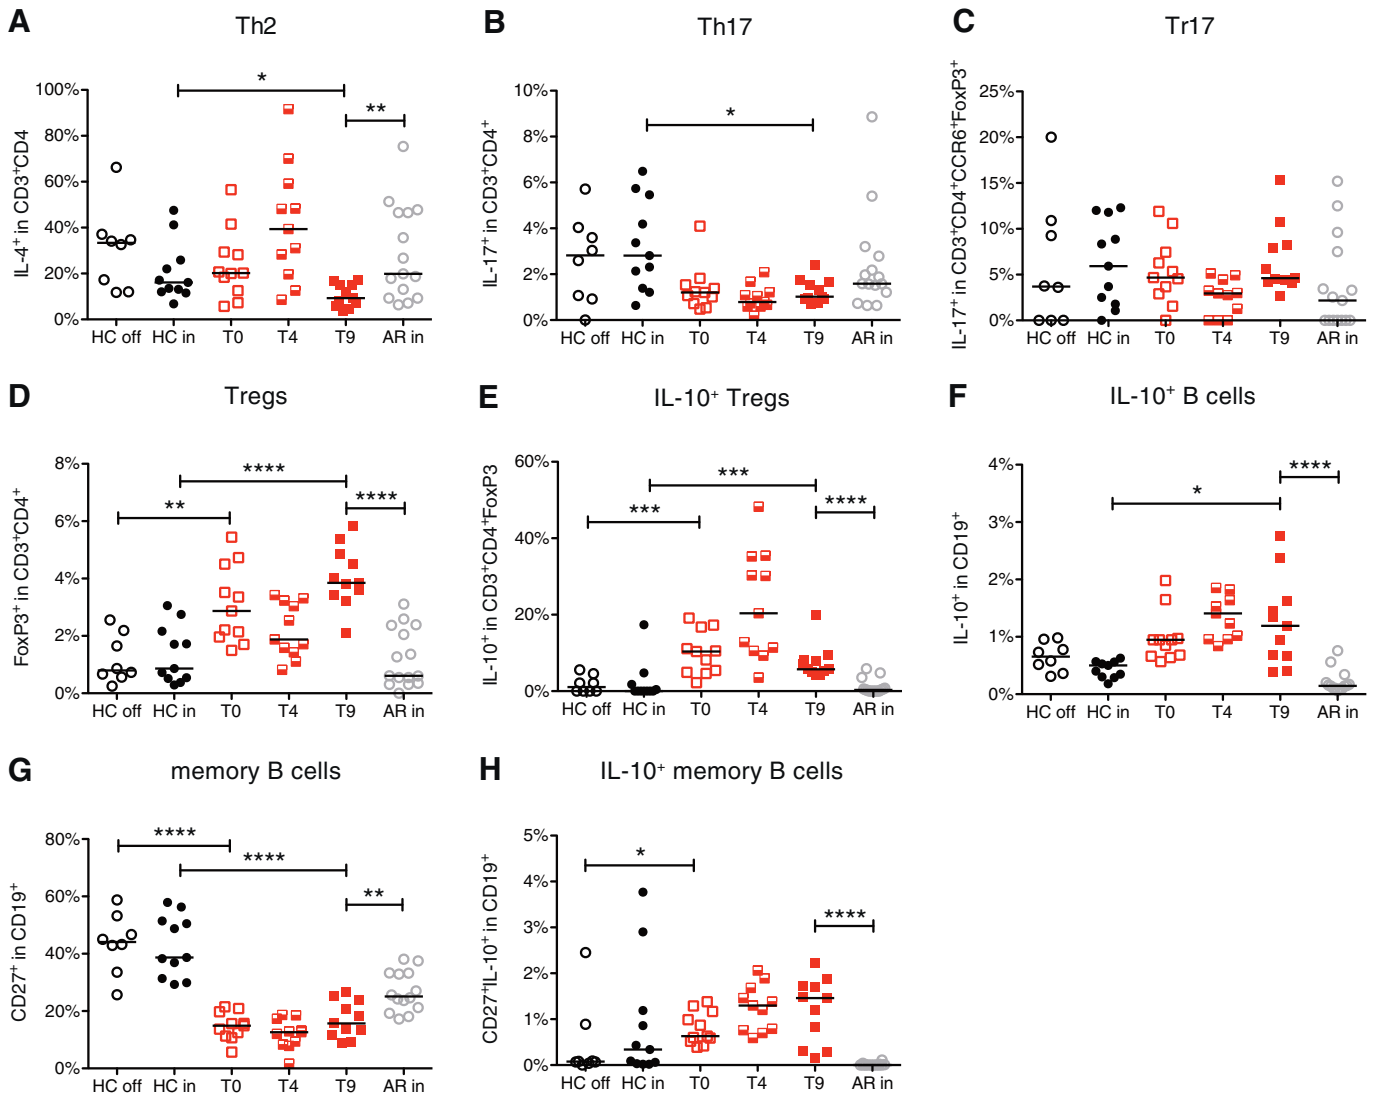 A
Th2
IL-4⁺ in CD3⁺CD4
100%
80%
60%
40%
20%
0%
*
**
HC off HC in T0 T4 T9 AR in
B
Th17
IL-17⁺ in CD3⁺CD4⁺
10%
8%
6%
4%
2%
0%
*
HC off HC in T0 T4 T9 AR in
C
Tr17
IL-17⁺ in CD3⁺CD4⁺CCR6⁺FoxP3⁺
25%
20%
15%
10%
5%
0%
HC off HC in T0 T4 T9 AR in
D
Tregs
FoxP3⁺ in CD3⁺CD4⁺
8%
6%
4%
2%
0%
****
**
****
HC off HC in T0 T4 T9 AR in
E
IL-10⁺ Tregs
IL-10⁺ in CD3⁺CD4⁺FoxP3
60%
40%
20%
0%
***
***
****
HC off HC in T0 T4 T9 AR in
F
IL-10⁺ B cells
IL-10⁺ in CD19⁺
4%
3%
2%
1%
0%
****
*
HC off HC in T0 T4 T9 AR in
G
memory B cells
CD27⁺ in CD19⁺
80%
60%
40%
20%
0%
****
****
**
HC off HC in T0 T4 T9 AR in
H
IL-10⁺ memory B cells
CD27⁺IL-10⁺ in CD19⁺
5%
4%
3%
2%
1%
0%
*
****
HC off HC in T0 T4 T9 AR in